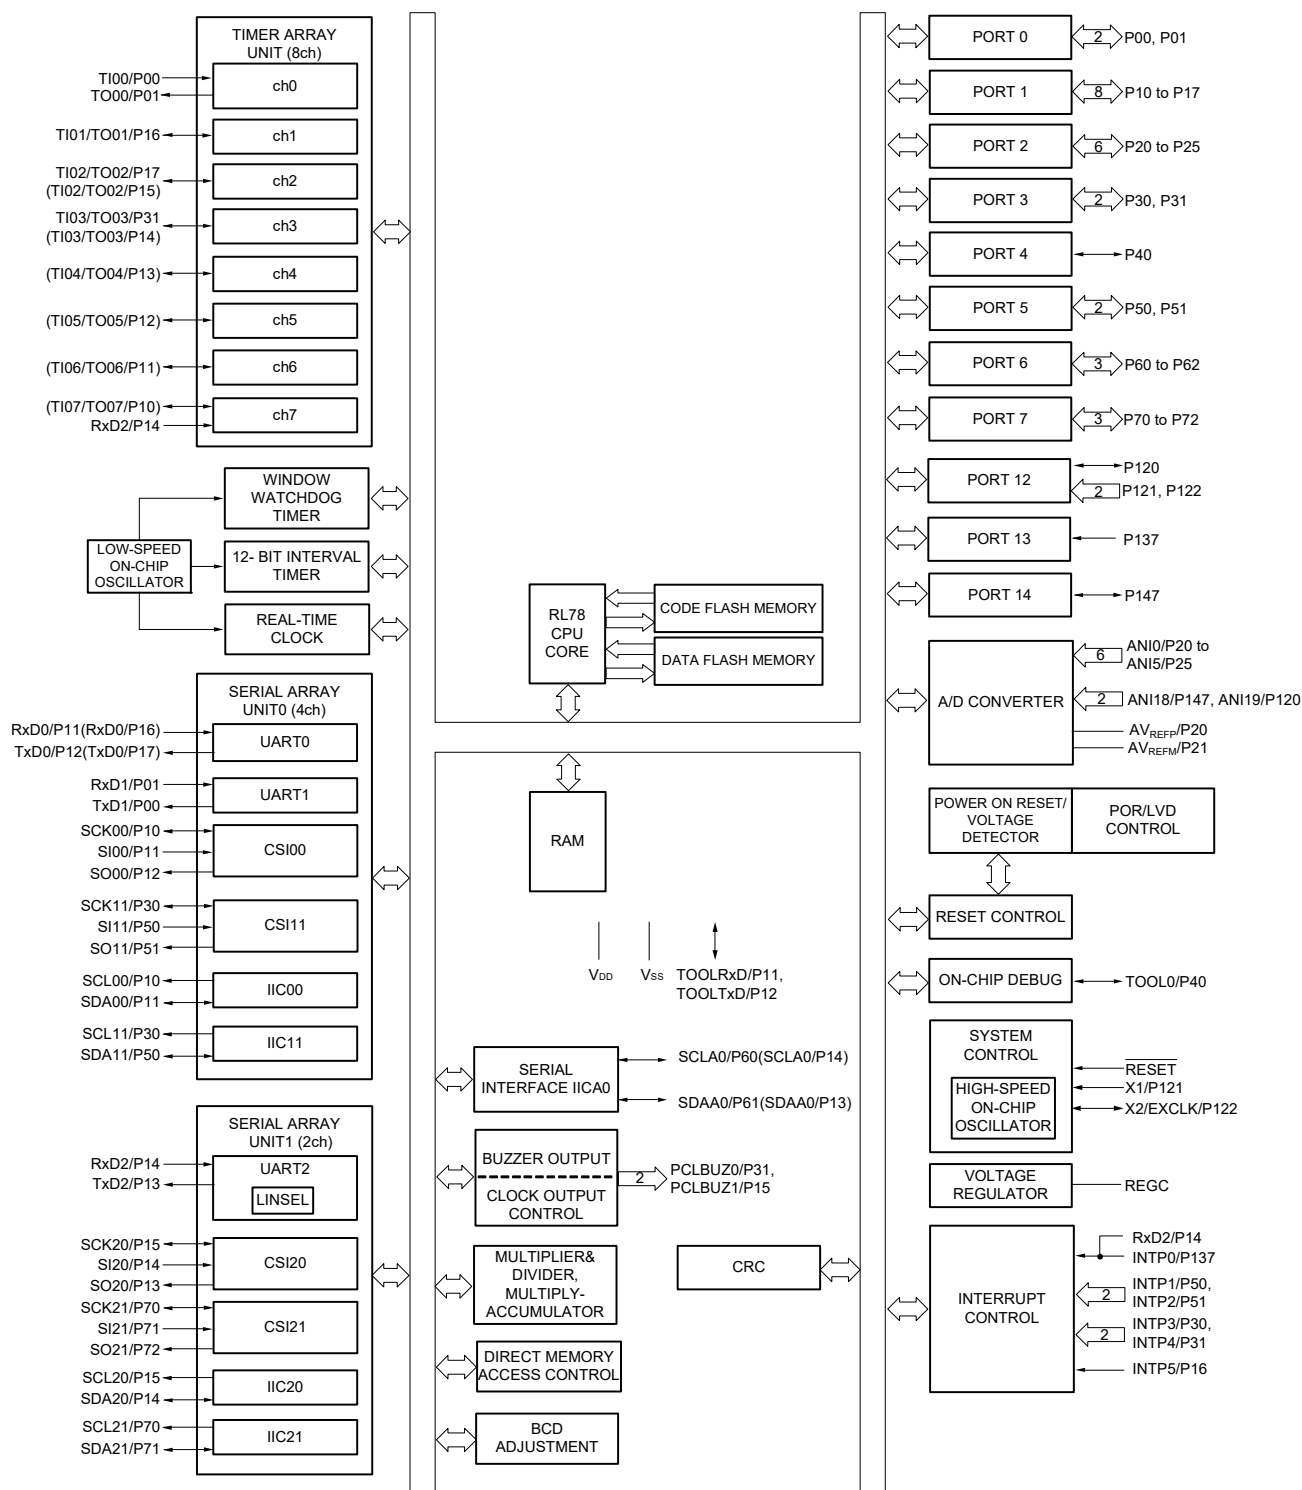 TIMER ARRAY
UNIT (8ch)
TI00/P00
TO00/P01
ch0
TI01/TO01/P16
ch1
TI02/TO02/P17
(TI02/TO02/P15)
ch2
TI03/TO03/P31
(TI03/TO03/P14)
ch3
(TI04/TO04/P13)
ch4
(TI05/TO05/P12)
ch5
(TI06/TO06/P11)
ch6
(TI07/TO07/P10)
RxD2/P14
ch7
WINDOW
WATCHDOG
TIMER
LOW-SPEED
ON-CHIP
OSCILLATOR
12- BIT INTERVAL
TIMER
REAL-TIME
CLOCK
SERIAL ARRAY
UNIT0 (4ch)
RxD0/P11(RxD0/P16)
TxD0/P12(TxD0/P17)
UART0
RxD1/P01
TxD1/P00
UART1
SCK00/P10
SI00/P11
SO00/P12
CSI00
SCK11/P30
SI11/P50
SO11/P51
CSI11
SCL00/P10
SDA00/P11
IIC00
SCL11/P30
SDA11/P50
IIC11
SERIAL ARRAY
UNIT1 (2ch)
RxD2/P14
TxD2/P13
UART2
LINSEL
SCK20/P15
SI20/P14
SO20/P13
CSI20
SCK21/P70
SI21/P71
SO21/P72
CSI21
SCL20/P15
SDA20/P14
IIC20
SCL21/P70
SDA21/P71
IIC21
RL78
CPU
CORE
CODE FLASH MEMORY
DATA FLASH MEMORY
RAM
VDD
VSS
TOOLRxD/P11,
TOOLTxD/P12
SERIAL
INTERFACE IICA0
SCLA0/P60(SCLA0/P14)
SDAA0/P61(SDAA0/P13)
BUZZER OUTPUT
CLOCK OUTPUT
CONTROL
2
PCLBUZ0/P31,
PCLBUZ1/P15
MULTIPLIER&
DIVIDER,
MULTIPLY-
ACCUMULATOR
CRC
DIRECT MEMORY
ACCESS CONTROL
BCD
ADJUSTMENT
PORT 0
2
P00, P01
PORT 1
8
P10 to P17
PORT 2
6
P20 to P25
PORT 3
2
P30, P31
PORT 4
P40
PORT 5
2
P50, P51
PORT 6
3
P60 to P62
PORT 7
3
P70 to P72
PORT 12
P120
2
P121, P122
PORT 13
P137
PORT 14
P147
A/D CONVERTER
6
ANI0/P20 to
ANI5/P25
2
ANI18/P147, ANI19/P120
AVREFP/P20
AVREFM/P21
POWER ON RESET/
VOLTAGE
DETECTOR
POR/LVD
CONTROL
RESET CONTROL
ON-CHIP DEBUG
TOOL0/P40
SYSTEM
CONTROL
HIGH-SPEED
ON-CHIP
OSCILLATOR
RESET
X1/P121
X2/EXCLK/P122
VOLTAGE
REGULATOR
REGC
INTERRUPT
CONTROL
RxD2/P14
INTP0/P137
2
INTP1/P50,
INTP2/P51
2
INTP3/P30,
INTP4/P31
INTP5/P16